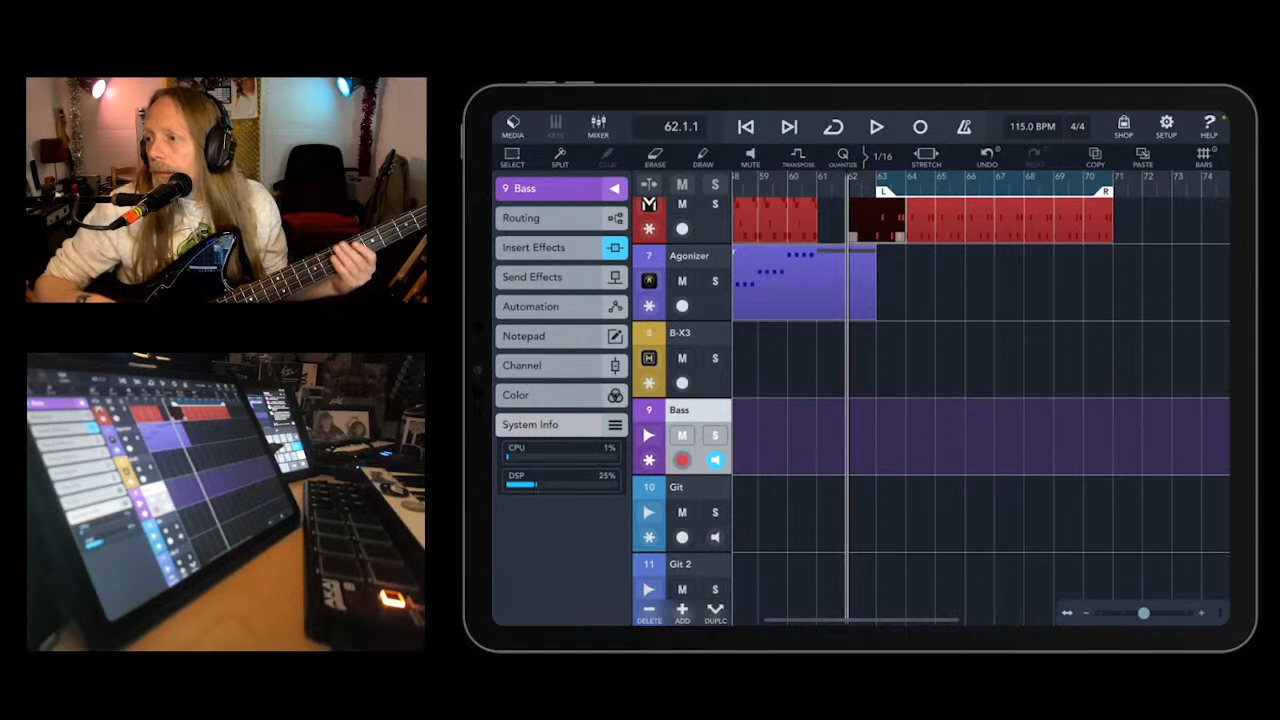 MEDIA KEYS MIXER 62.1.1 115.0 BPM 4/4 SHOP SETUP HELP
SELECT SPLIT ERASE DRAW MUTE TRANSPOSE QUANTIZE 1/16 STRETCH UNDO COPY PASTE BARS
59 60 61 62 63 64 65 66 67 68 69 70 71 72 73 74
L R
9 Bass
Routing
Insert Effects
Send Effects
Automation
Notepad
Channel
Color
System Info
CPU 1%
DSP 25%
M S
M S
7 Agonizer
M S
8 B-X3
M S
9 Bass
M S
10 Git
M S
11 Git 2
M S
DELETE ADD DUPLC
AKAI